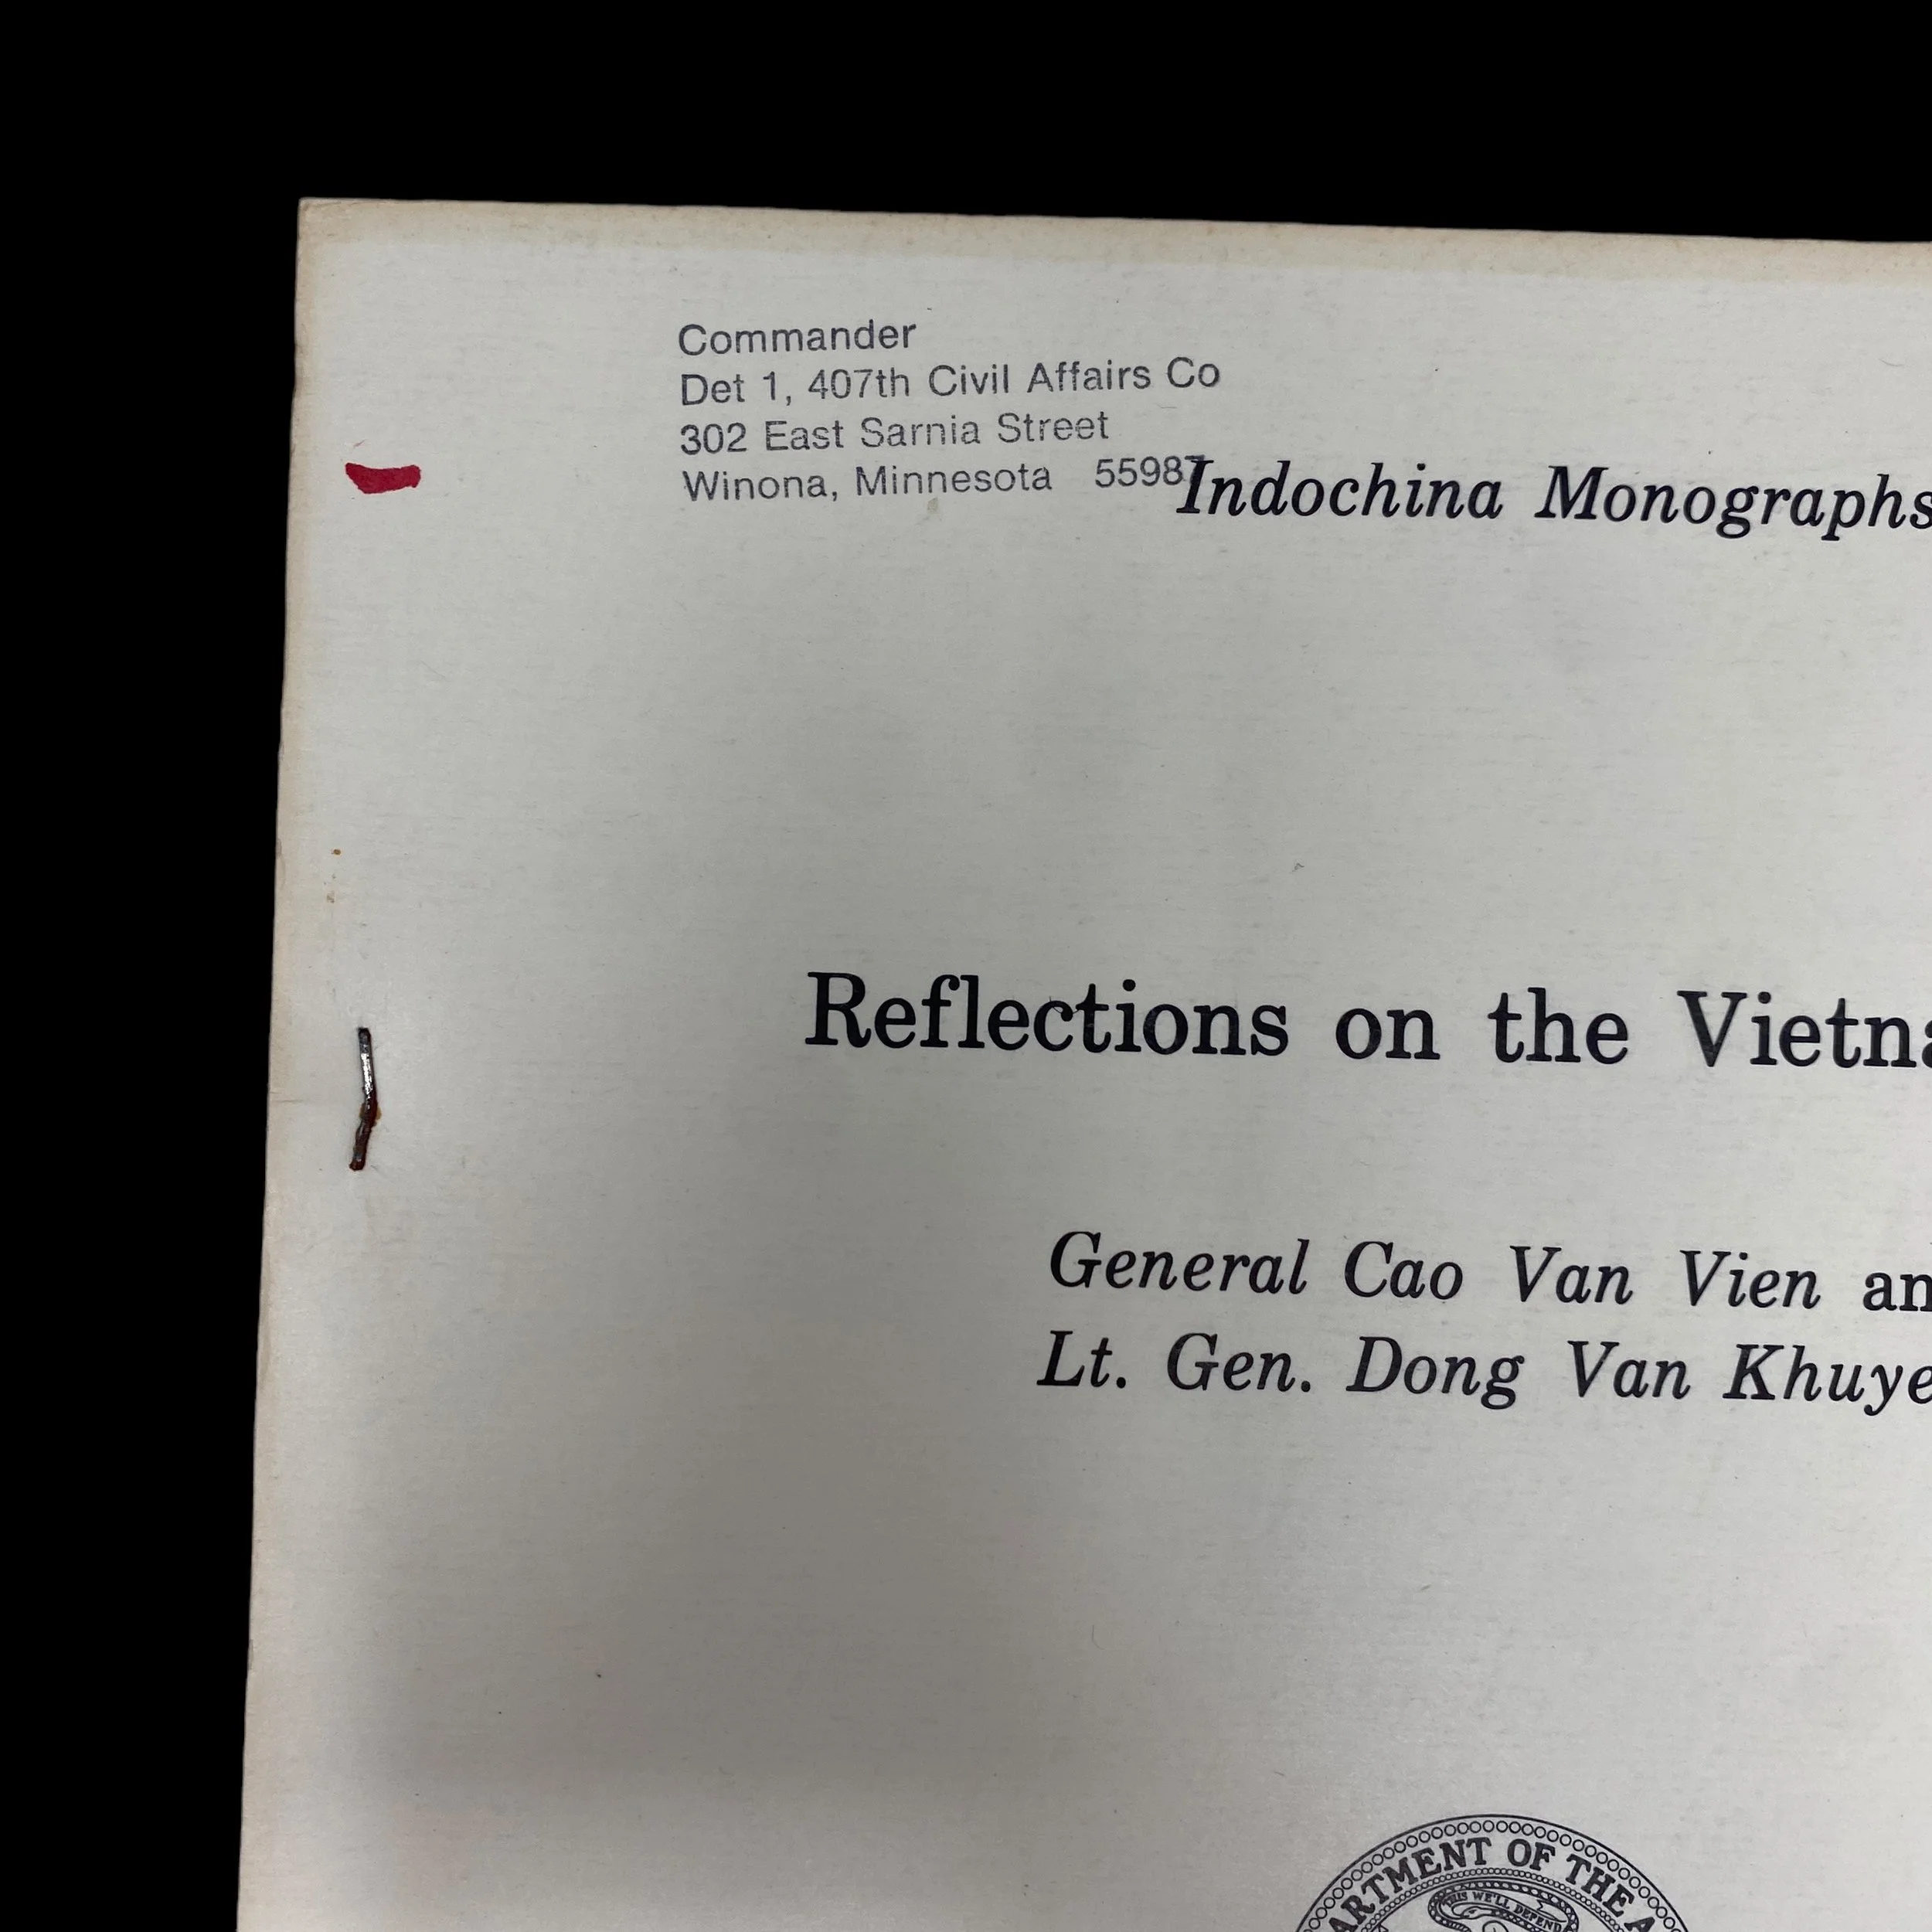 Commander
Det 1, 407th Civil Affairs Co
302 East Sarnia Street
Winona, Minnesota 55987
Indochina Monographs
Reflections on the Vietna
General Cao Van Vien an
Lt. Gen. Dong Van Khuye
ARTMENT OF THE A
THIS WE'LL DEFEND